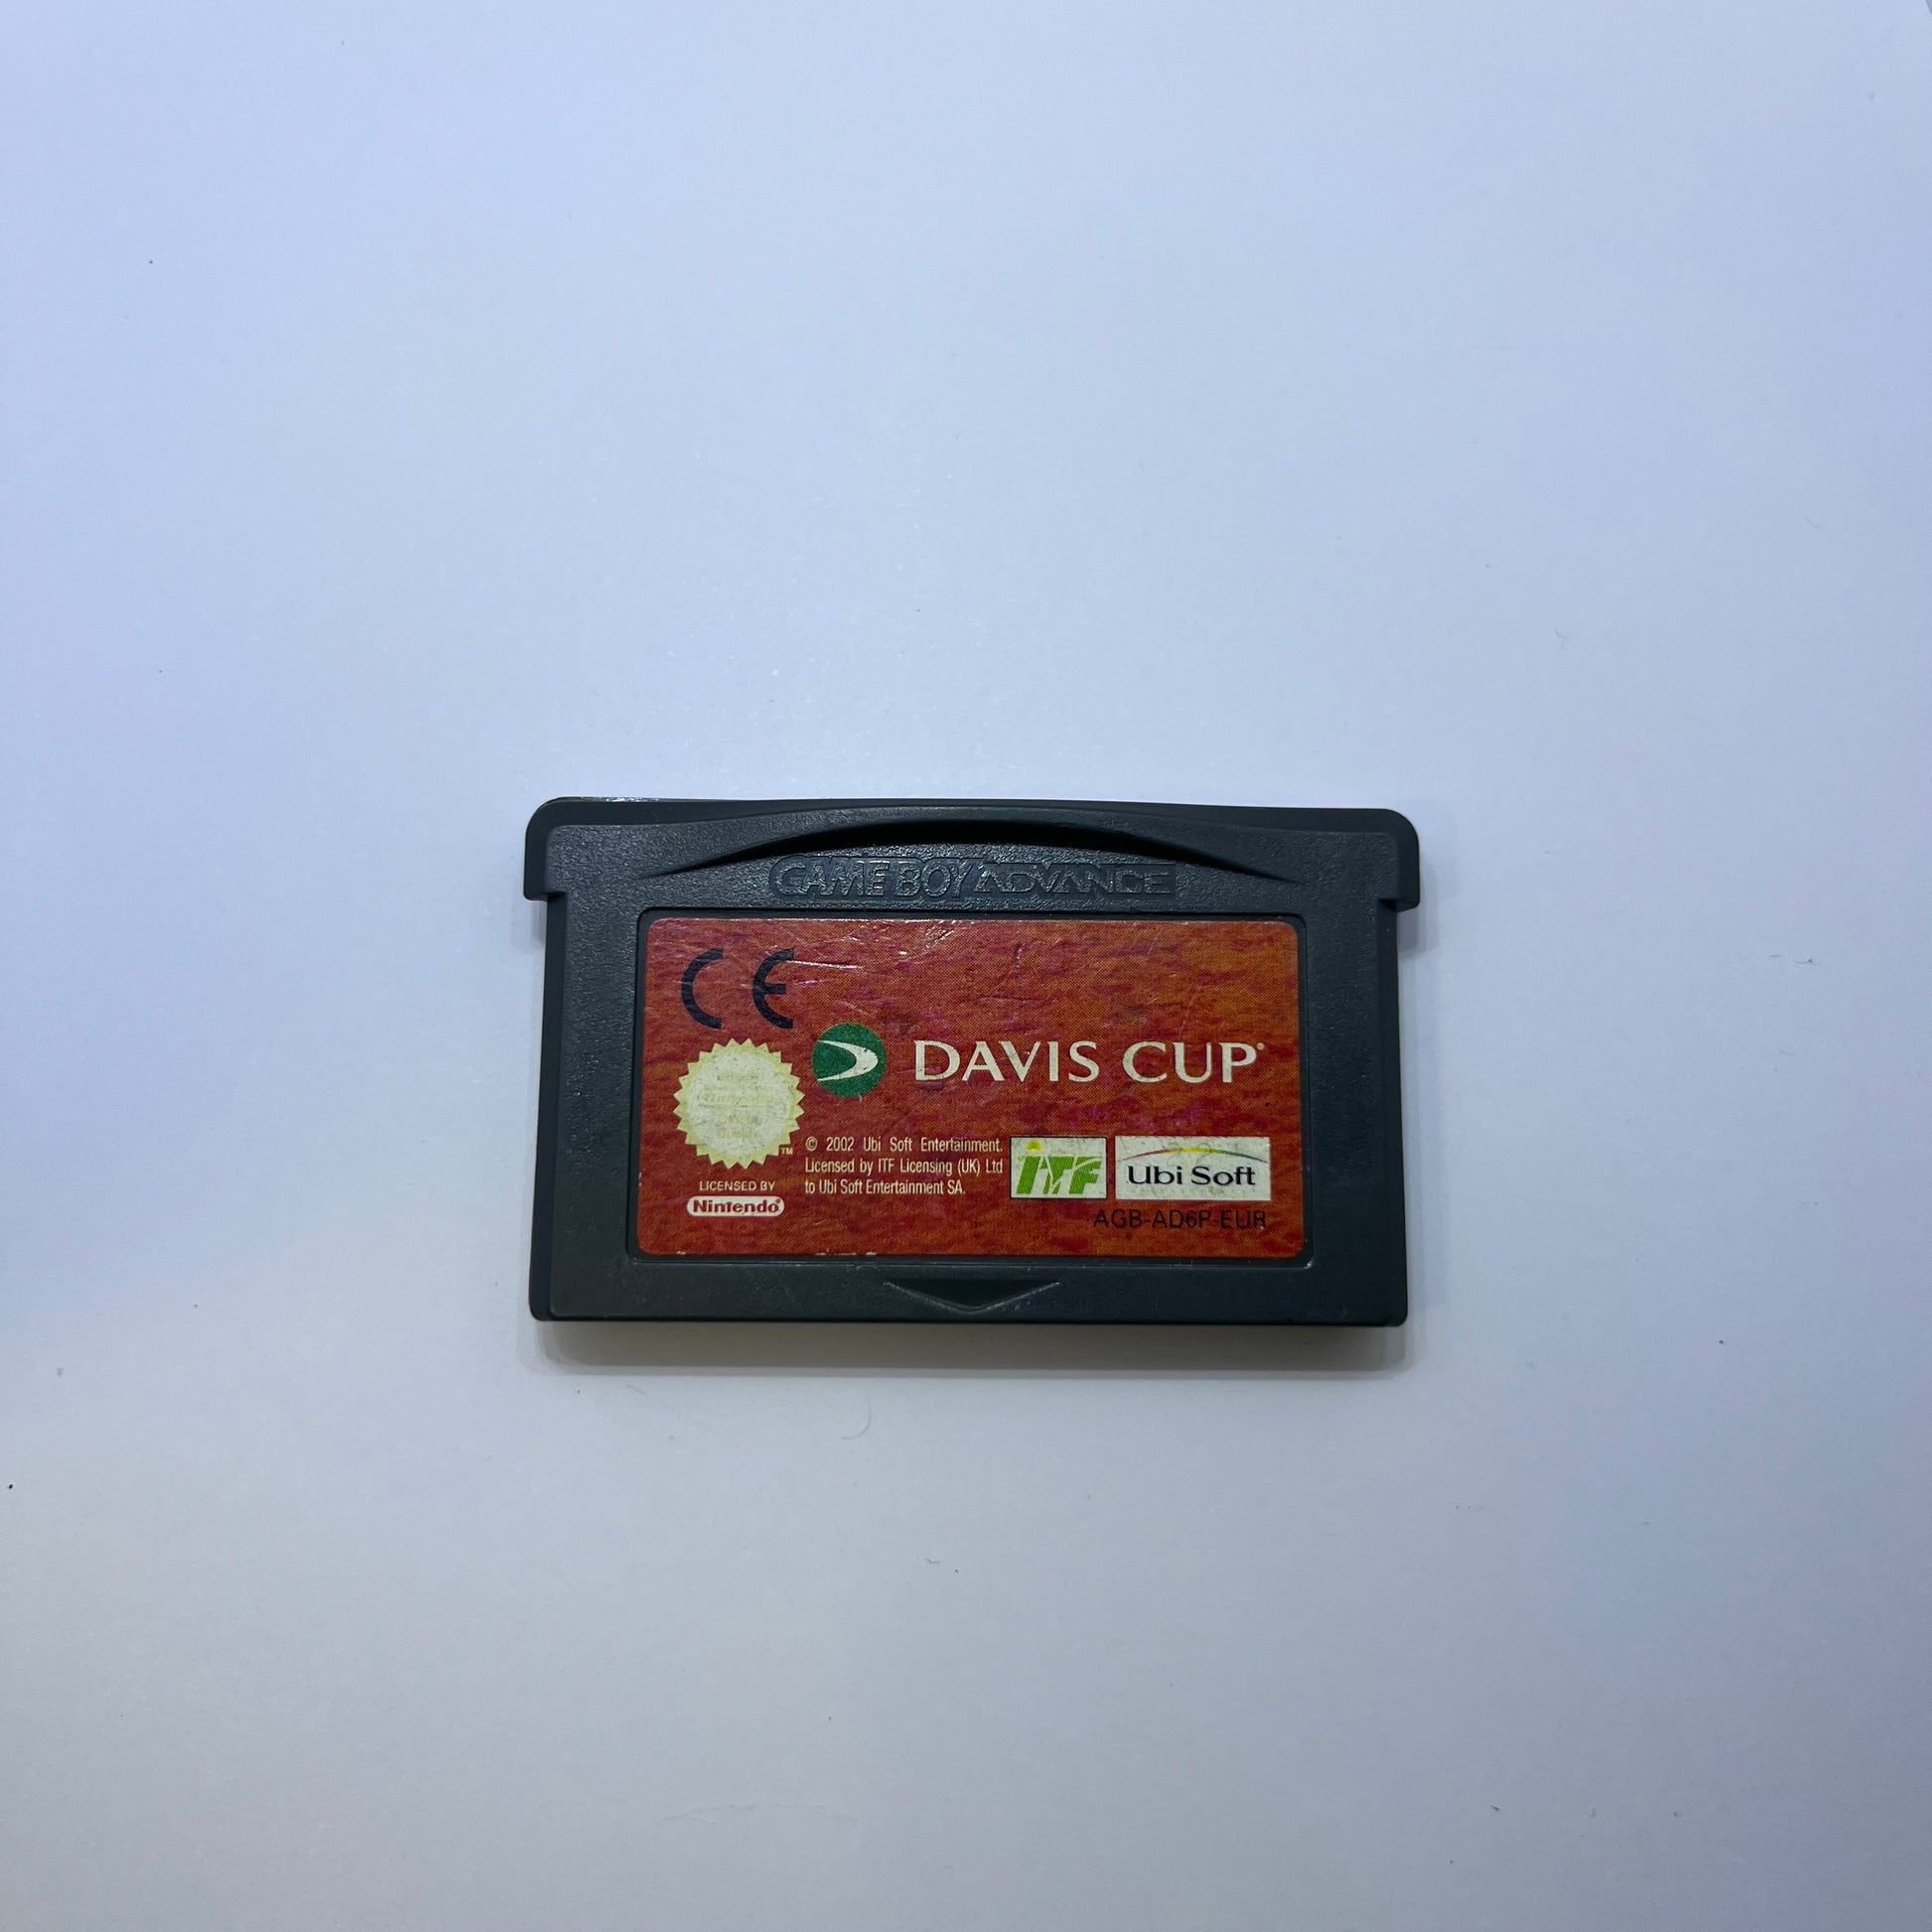 GAME BOY ADVANCE
CE
DAVIS CUP
TM
© 2002 Ubi Soft Entertainment.
Licensed by ITF Licensing (UK) Ltd
to Ubi Soft Entertainment SA.
LICENSED BY
Nintendo
iTF
Ubi Soft
AGB-AD6P-EUR